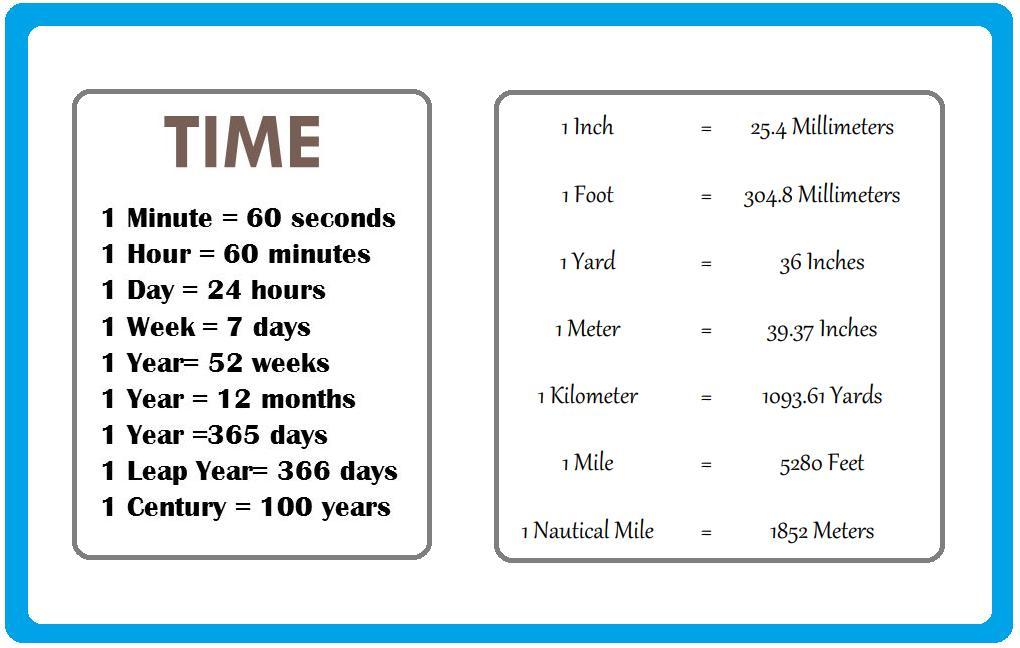 TIME
1 Minute = 60 seconds
1 Hour = 60 minutes
1 Day = 24 hours
1 Week = 7 days
1 Year= 52 weeks
1 Year = 12 months
1 Year =365 days
1 Leap Year= 366 days
1 Century = 100 years
1 Inch = 25.4 Millimeters
1 Foot = 304.8 Millimeters
1 Yard = 36 Inches
1 Meter = 39.37 Inches
1 Kilometer = 1093.61 Yards
1 Mile = 5280 Feet
1 Nautical Mile = 1852 Meters